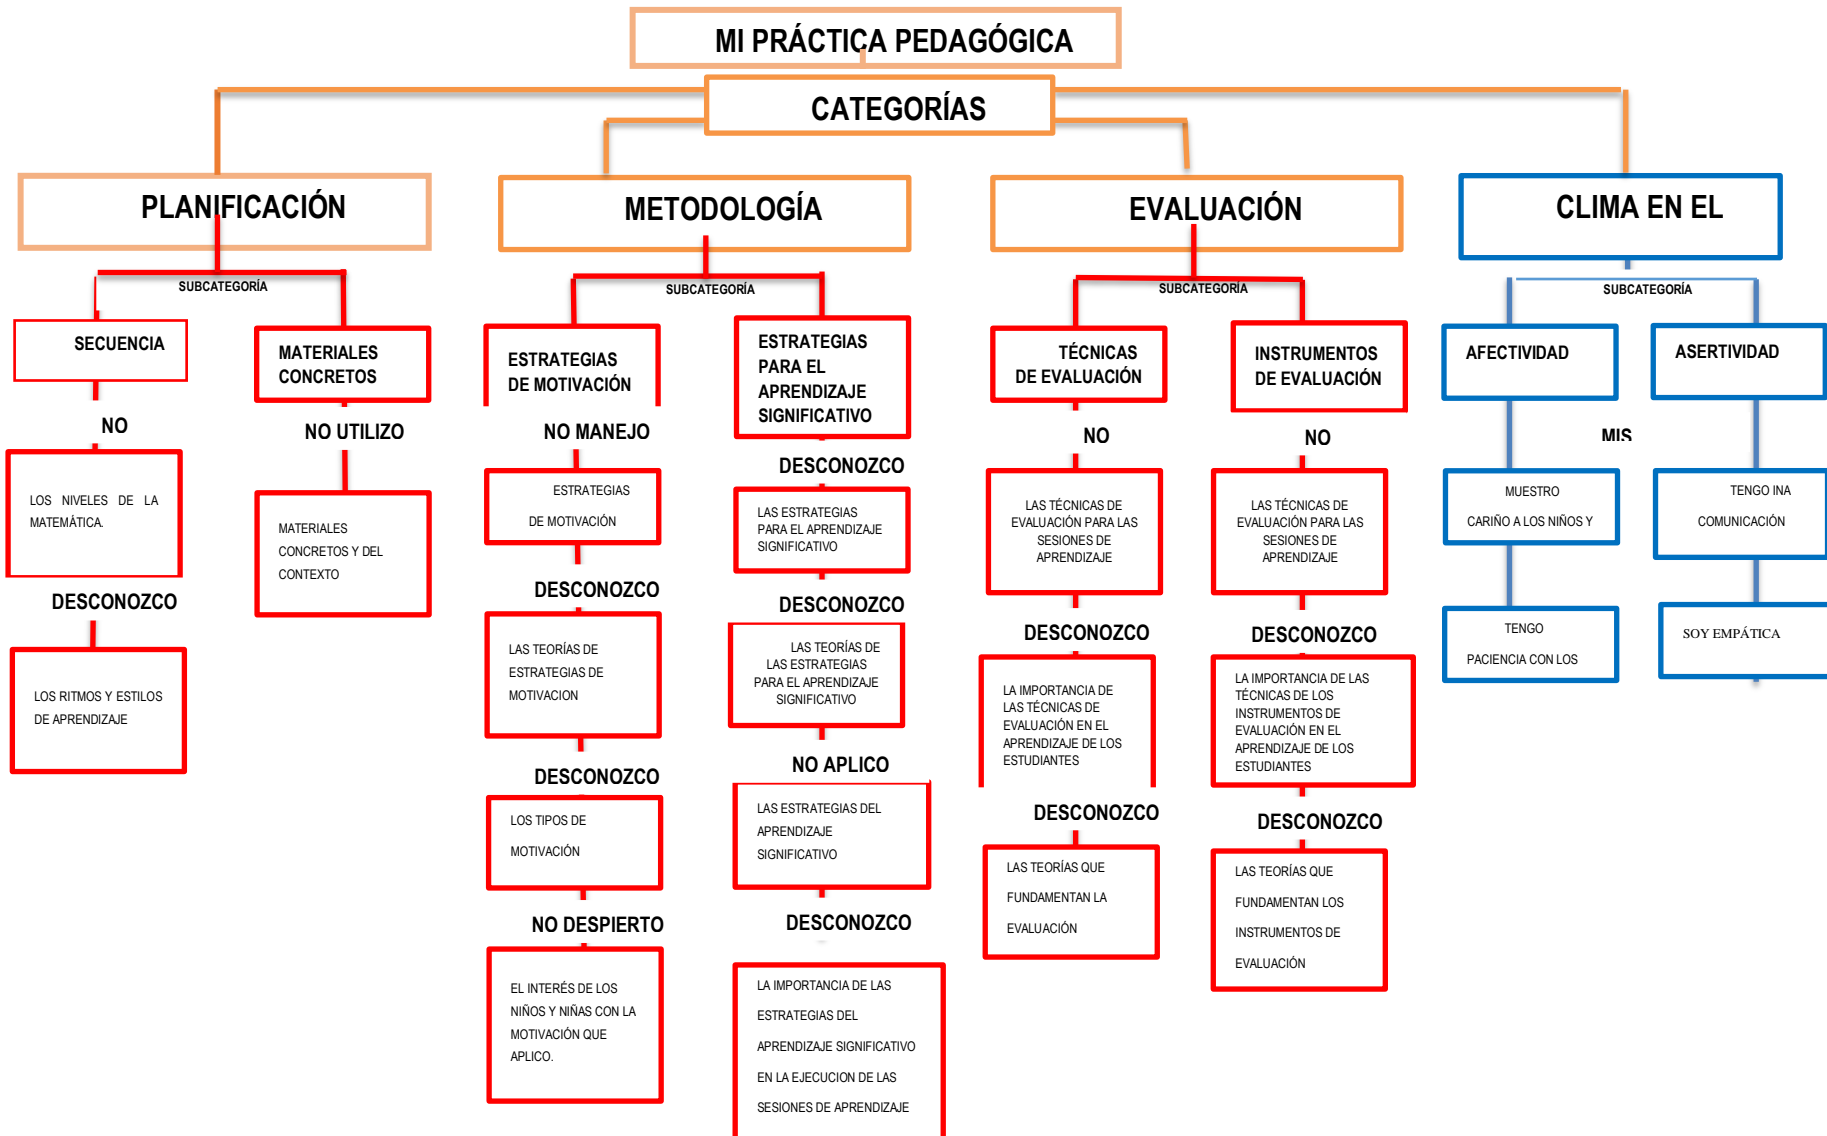 MI PRÁCTICA PEDAGÓGICA
CATEGORÍAS
PLANIFICACIÓN
SUBCATEGORÍA
SECUENCIA
NO
LOS NIVELES DE LA
MATEMÁTICA.
DESCONOZCO
LOS RITMOS Y ESTILOS
DE APRENDIZAJE
MATERIALES
CONCRETOS
NO UTILIZO
MATERIALES
CONCRETOS Y DEL
CONTEXTO
METODOLOGÍA
SUBCATEGORÍA
ESTRATEGIAS
DE MOTIVACIÓN
NO MANEJO
ESTRATEGIAS
DE MOTIVACIÓN
DESCONOZCO
LAS TEORÍAS DE
ESTRATEGIAS DE
MOTIVACION
DESCONOZCO
LOS TIPOS DE
MOTIVACIÓN
NO DESPIERTO
EL INTERÉS DE LOS
NIÑOS Y NIÑAS CON LA
MOTIVACIÓN QUE
APLICO.
ESTRATEGIAS
PARA EL
APRENDIZAJE
SIGNIFICATIVO
DESCONOZCO
LAS ESTRATEGIAS
PARA EL APRENDIZAJE
SIGNIFICATIVO
DESCONOZCO
LAS TEORÍAS DE
LAS ESTRATEGIAS
PARA EL APRENDIZAJE
SIGNIFICATIVO
NO APLICO
LAS ESTRATEGIAS DEL
APRENDIZAJE
SIGNIFICATIVO
DESCONOZCO
LA IMPORTANCIA DE LAS
ESTRATEGIAS DEL
APRENDIZAJE SIGNIFICATIVO
EN LA EJECUCION DE LAS
SESIONES DE APRENDIZAJE
EVALUACIÓN
SUBCATEGORÍA
TÉCNICAS
DE EVALUACIÓN
NO
LAS TÉCNICAS DE
EVALUACIÓN PARA LAS
SESIONES DE
APRENDIZAJE
DESCONOZCO
LA IMPORTANCIA DE
LAS TÉCNICAS DE
EVALUACIÓN EN EL
APRENDIZAJE DE LOS
ESTUDIANTES
DESCONOZCO
LAS TEORÍAS QUE
FUNDAMENTAN LA
EVALUACIÓN
INSTRUMENTOS
DE EVALUACIÓN
NO
LAS TÉCNICAS DE
EVALUACIÓN PARA LAS
SESIONES DE
APRENDIZAJE
DESCONOZCO
LA IMPORTANCIA DE LAS
TÉCNICAS DE LOS
INSTRUMENTOS DE
EVALUACIÓN EN EL
APRENDIZAJE DE LOS
ESTUDIANTES
DESCONOZCO
LAS TEORÍAS QUE
FUNDAMENTAN LOS
INSTRUMENTOS DE
EVALUACIÓN
CLIMA EN EL
SUBCATEGORÍA
AFECTIVIDAD
MIS
MUESTRO
CARIÑO A LOS NIÑOS Y
TENGO
PACIENCIA CON LOS
ASERTIVIDAD
TENGO INA
COMUNICACIÓN
SOY EMPÁTICA